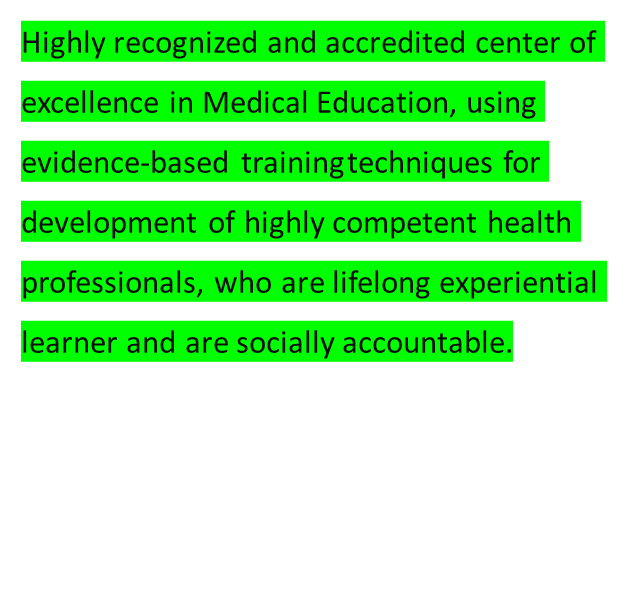 Highly recognized and accredited center of
excellence in Medical Education, using
evidence-based trainingtechniques for
development of highly competent health
professionals, who are lifelong experiential
learner and are socially accountable.